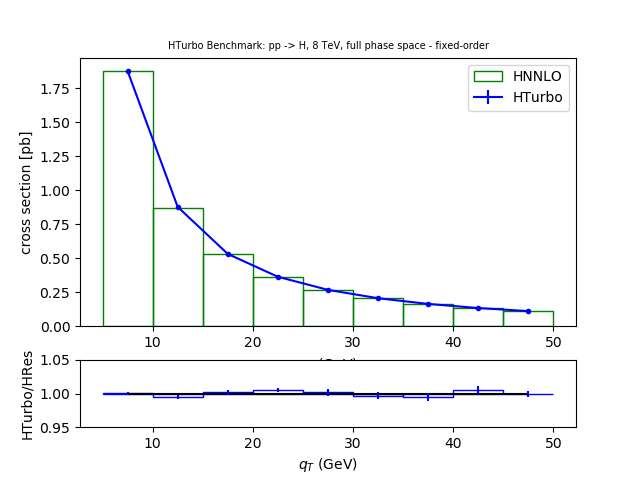 HTurbo Benchmark: pp -> H, 8 TeV, full phase space - fixed-order
HNNLO
HTurbo
cross section [pb]
1.75
1.50
1.25
1.00
0.75
0.50
0.25
0.00
10 20 30 40 50
(GeV)
HTurbo/HRes
1.05
1.00
0.95
10 20 30 40 50
q_T (GeV)